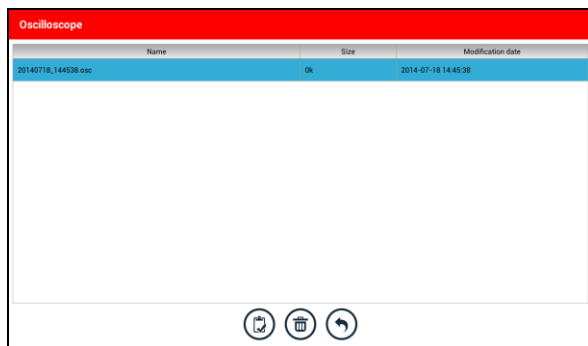 Oscilloscope
Name Size Modification date
20140718_144538.osc 0k 2014-07-18 14:45:38